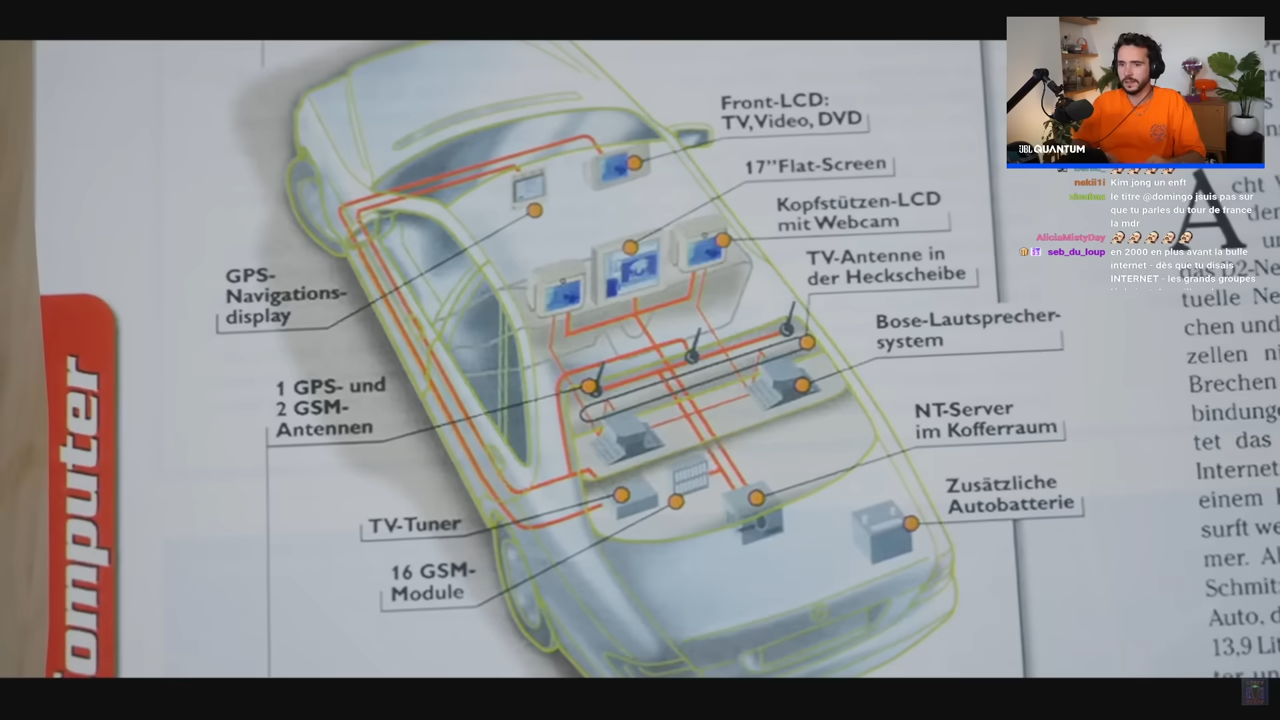 Front-LCD:
TV, Video, DVD
17" Flat-Screen
Kopfstützen-LCD
mit Webcam
TV-Antenne in
der Heckscheibe
Bose-Lautsprecher-
system
NT-Server
im Kofferraum
Zusätzliche
Autobatterie
GPS-
Navigations-
display
1 GPS- und
2 GSM-
Antennen
TV-Tuner
16 GSM-
Module
omputer
JBL QUANTUM
nekii1i Kim jong un enft
le titre @domingo jsuis pas sur
que tu parles du tour de france
la mdr
AliciaMistyDay
seb_du_loup en 2000 en plus avant la bulle
internet - dès que tu disais
INTERNET - les grands groupes
A
cht
tuelle Ne
chen und
zellen ni
Brechen
bindung
tet das
Internet
einem
surft we
mer. Al
Schmitz
Auto, d
13,9 Lit